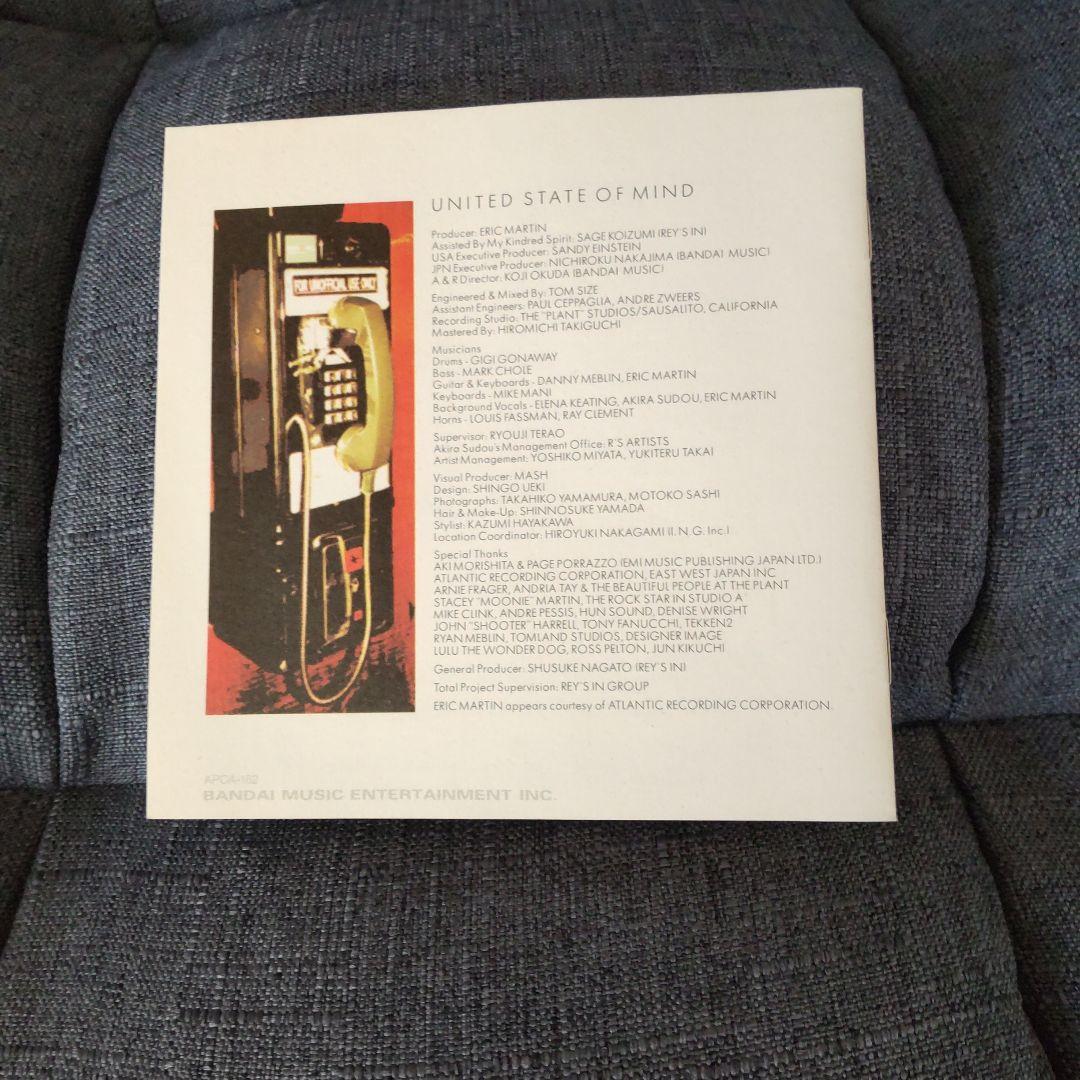 UNITED STATE OF MIND
Producer: ERIC MARTIN
Assisted By My Kindred Spirit: SAGE KOIZUMI (REY'S IN)
USA Executive Producer: SANDY EINSTEIN
JPN Executive Producer: NICHIROKU NAKAJIMA (BANDAI MUSIC)
A & R Director: KOJI OKUDA (BANDAI MUSIC)
Engineered & Mixed By: TOM SIZE
Assistant Engineers: PAUL CEPPAGLIA, ANDRE ZWEERS
Recording Studio: THE "PLANT" STUDIOS/SAUSALITO, CALIFORNIA
Mastered By: HIROMICHI TAKIGUCHI
Musicians
Drums - GIGI GONAWAY
Bass - MARK CHOLE
Guitar & Keyboards - DANNY MEBLIN, ERIC MARTIN
Keyboards - MIKE MANI
Background Vocals - ELENA KEATING, AKIRA SUDOU, ERIC MARTIN
Horns - LOUIS FASSMAN, RAY CLEMENT
Supervisor: RYOUJI TERAO
Akira Sudou's Management Office: R'S ARTISTS
Artist Management: YOSHIKO MIYATA, YUKITERU TAKAI
Visual Producer: MASH
Design: SHINGO UEKI
Photographs: TAKAHIKO YAMAMURA, MOTOKO SASHI
Hair & Make-Up: SHINNOSUKE YAMADA
Stylist: KAZUMI HAYAKAWA
Location Coordinator: HIROYUKI NAKAGAMI (I. N. G. Inc.)
Special Thanks
AKI MORISHITA & PAGE PORRAZZO (EMI MUSIC PUBLISHING JAPAN LTD.)
ATLANTIC RECORDING CORPORATION, EAST WEST JAPAN INC
ARNIE FRAGER, ANDRIA TAY & THE BEAUTIFUL PEOPLE AT THE PLANT
STACEY "MOONIE" MARTIN, THE ROCK STAR IN STUDIO A
MIKE CLINK, ANDRE PESSIS, HUN SOUND, DENISE WRIGHT
JOHN "SHOOTER" HARRELL, TONY FANUCCHI, TEKKEN2
RYAN MEBLIN, TOMLAND STUDIOS, DESIGNER IMAGE
LULU THE WONDER DOG, ROSS PELTON, JUN KIKUCHI
General Producer: SHUSUKE NAGATO (REY'S IN)
Total Project Supervision: REY'S IN GROUP
ERIC MARTIN appears courtesy of ATLANTIC RECORDING CORPORATION.
FOR UNOFFICIAL USE ONLY
APCA-162
BANDAI MUSIC ENTERTAINMENT INC.